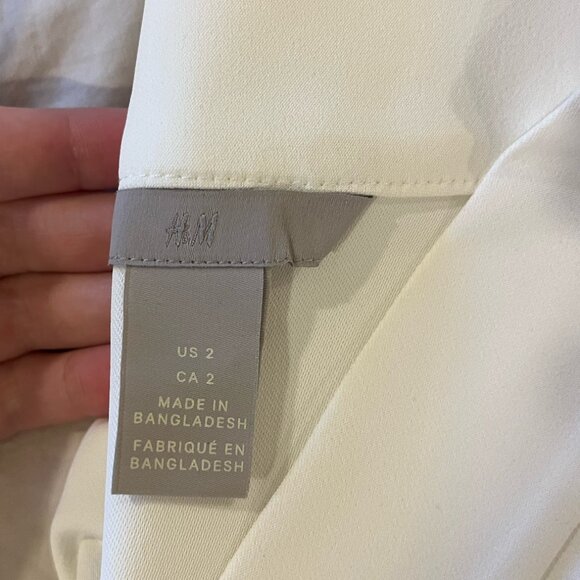 H&M
US 2
CA 2
MADE IN
BANGLADESH
FABRIQUÉ EN
BANGLADESH